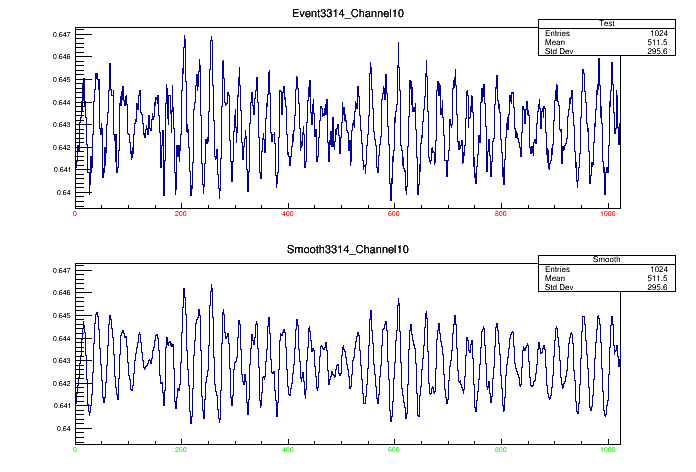 Event3314_Channel10
Test
Entries 1024
Mean 511.5
Std Dev 295.6
0.647
0.646
0.645
0.644
0.643
0.642
0.641
0.64
0 200 400 600 800 1000
Smooth3314_Channel10
Smooth
Entries 1024
Mean 511.5
Std Dev 295.6
0.647
0.646
0.645
0.644
0.643
0.642
0.641
0.64
0 200 400 600 800 1000